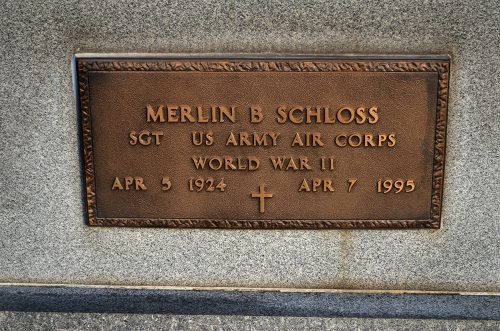 MERLIN B SCHLOSS
SGT US ARMY AIR CORPS
WORLD WAR II
APR 5 1924 APR 7 1995